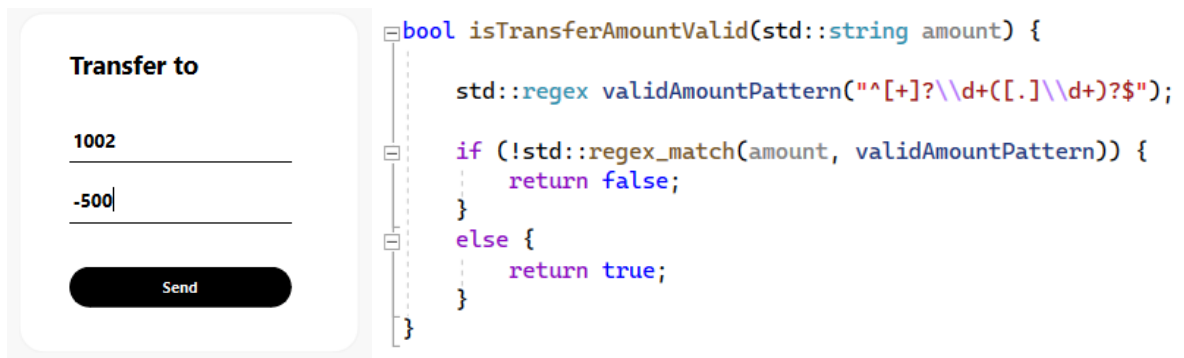 Transfer to
1002
-500
Send
bool isTransferAmountValid(std::string amount) {
std::regex validAmountPattern("^[+]?\\d+([.]\\d+)?$");
if (!std::regex_match(amount, validAmountPattern)) {
return false;
}
else {
return true;
}
}